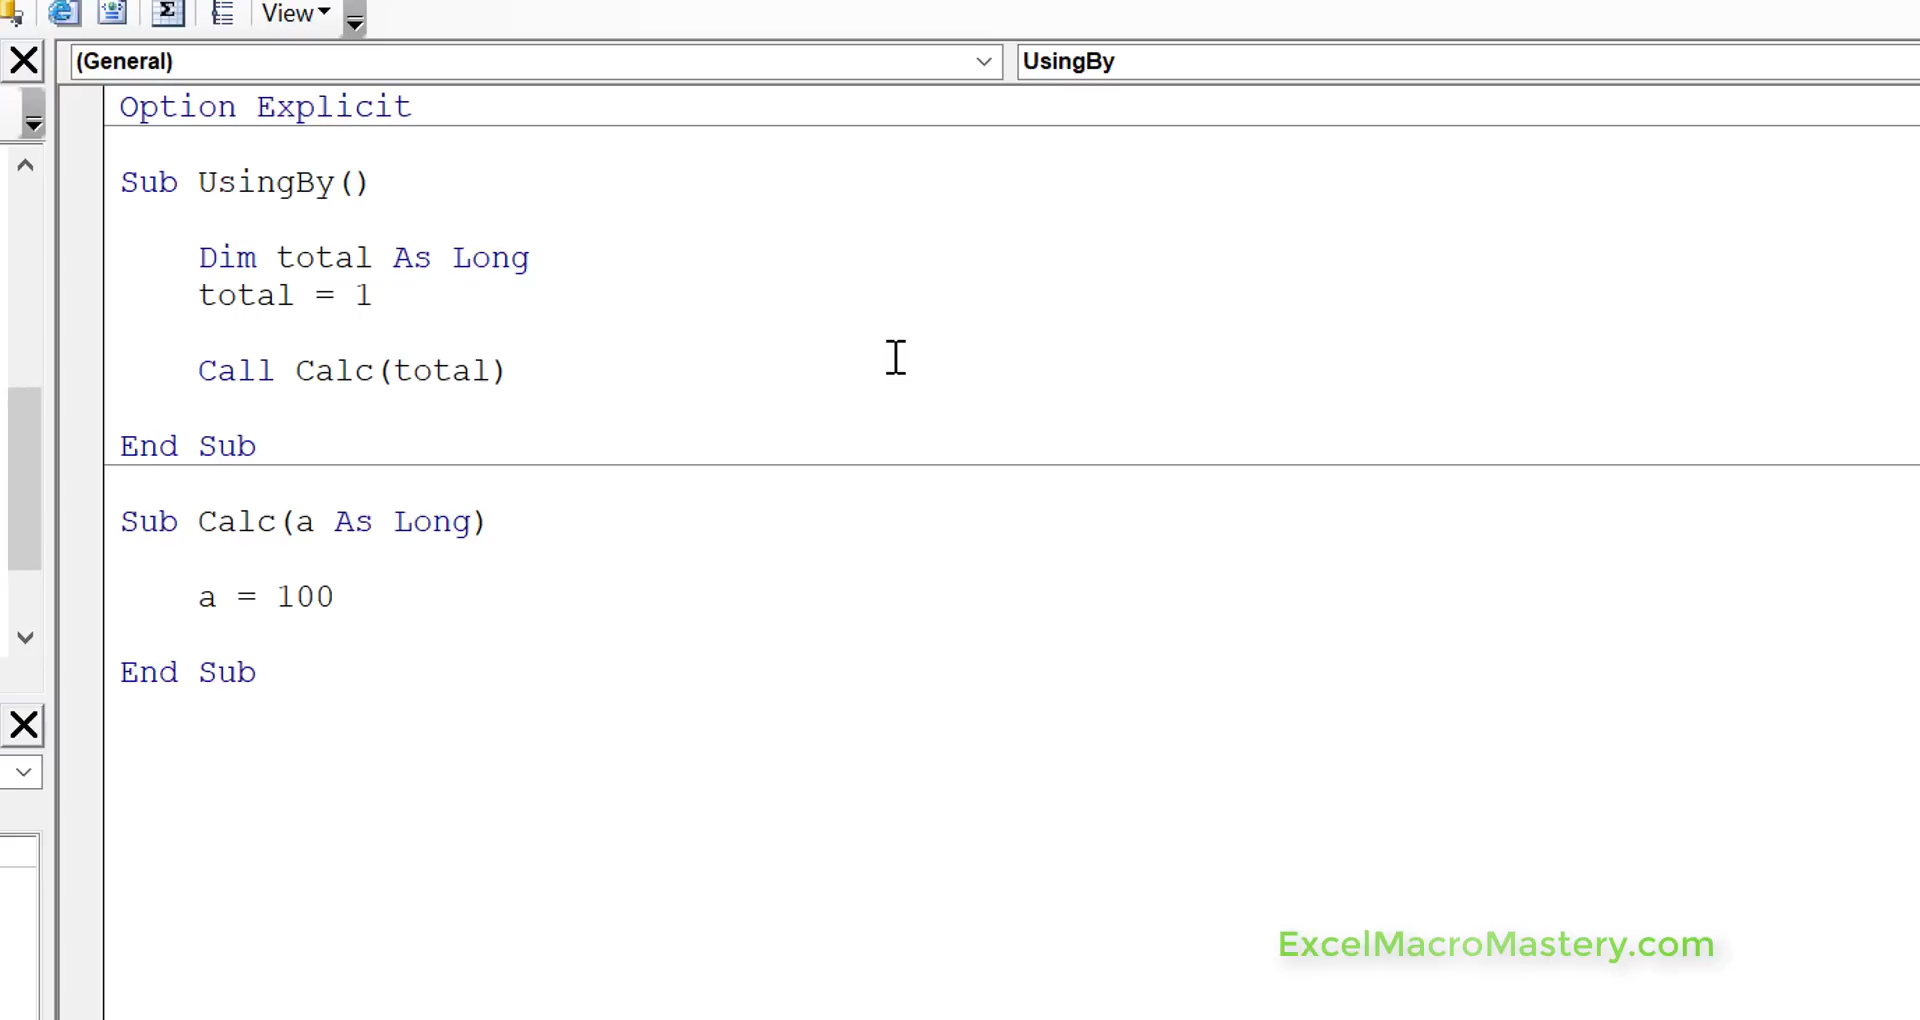 View
(General)
UsingBy
Option Explicit
Sub UsingBy()
Dim total As Long
total = 1
Call Calc(total)
End Sub
Sub Calc(a As Long)
a = 100
End Sub
ExcelMacroMastery.com